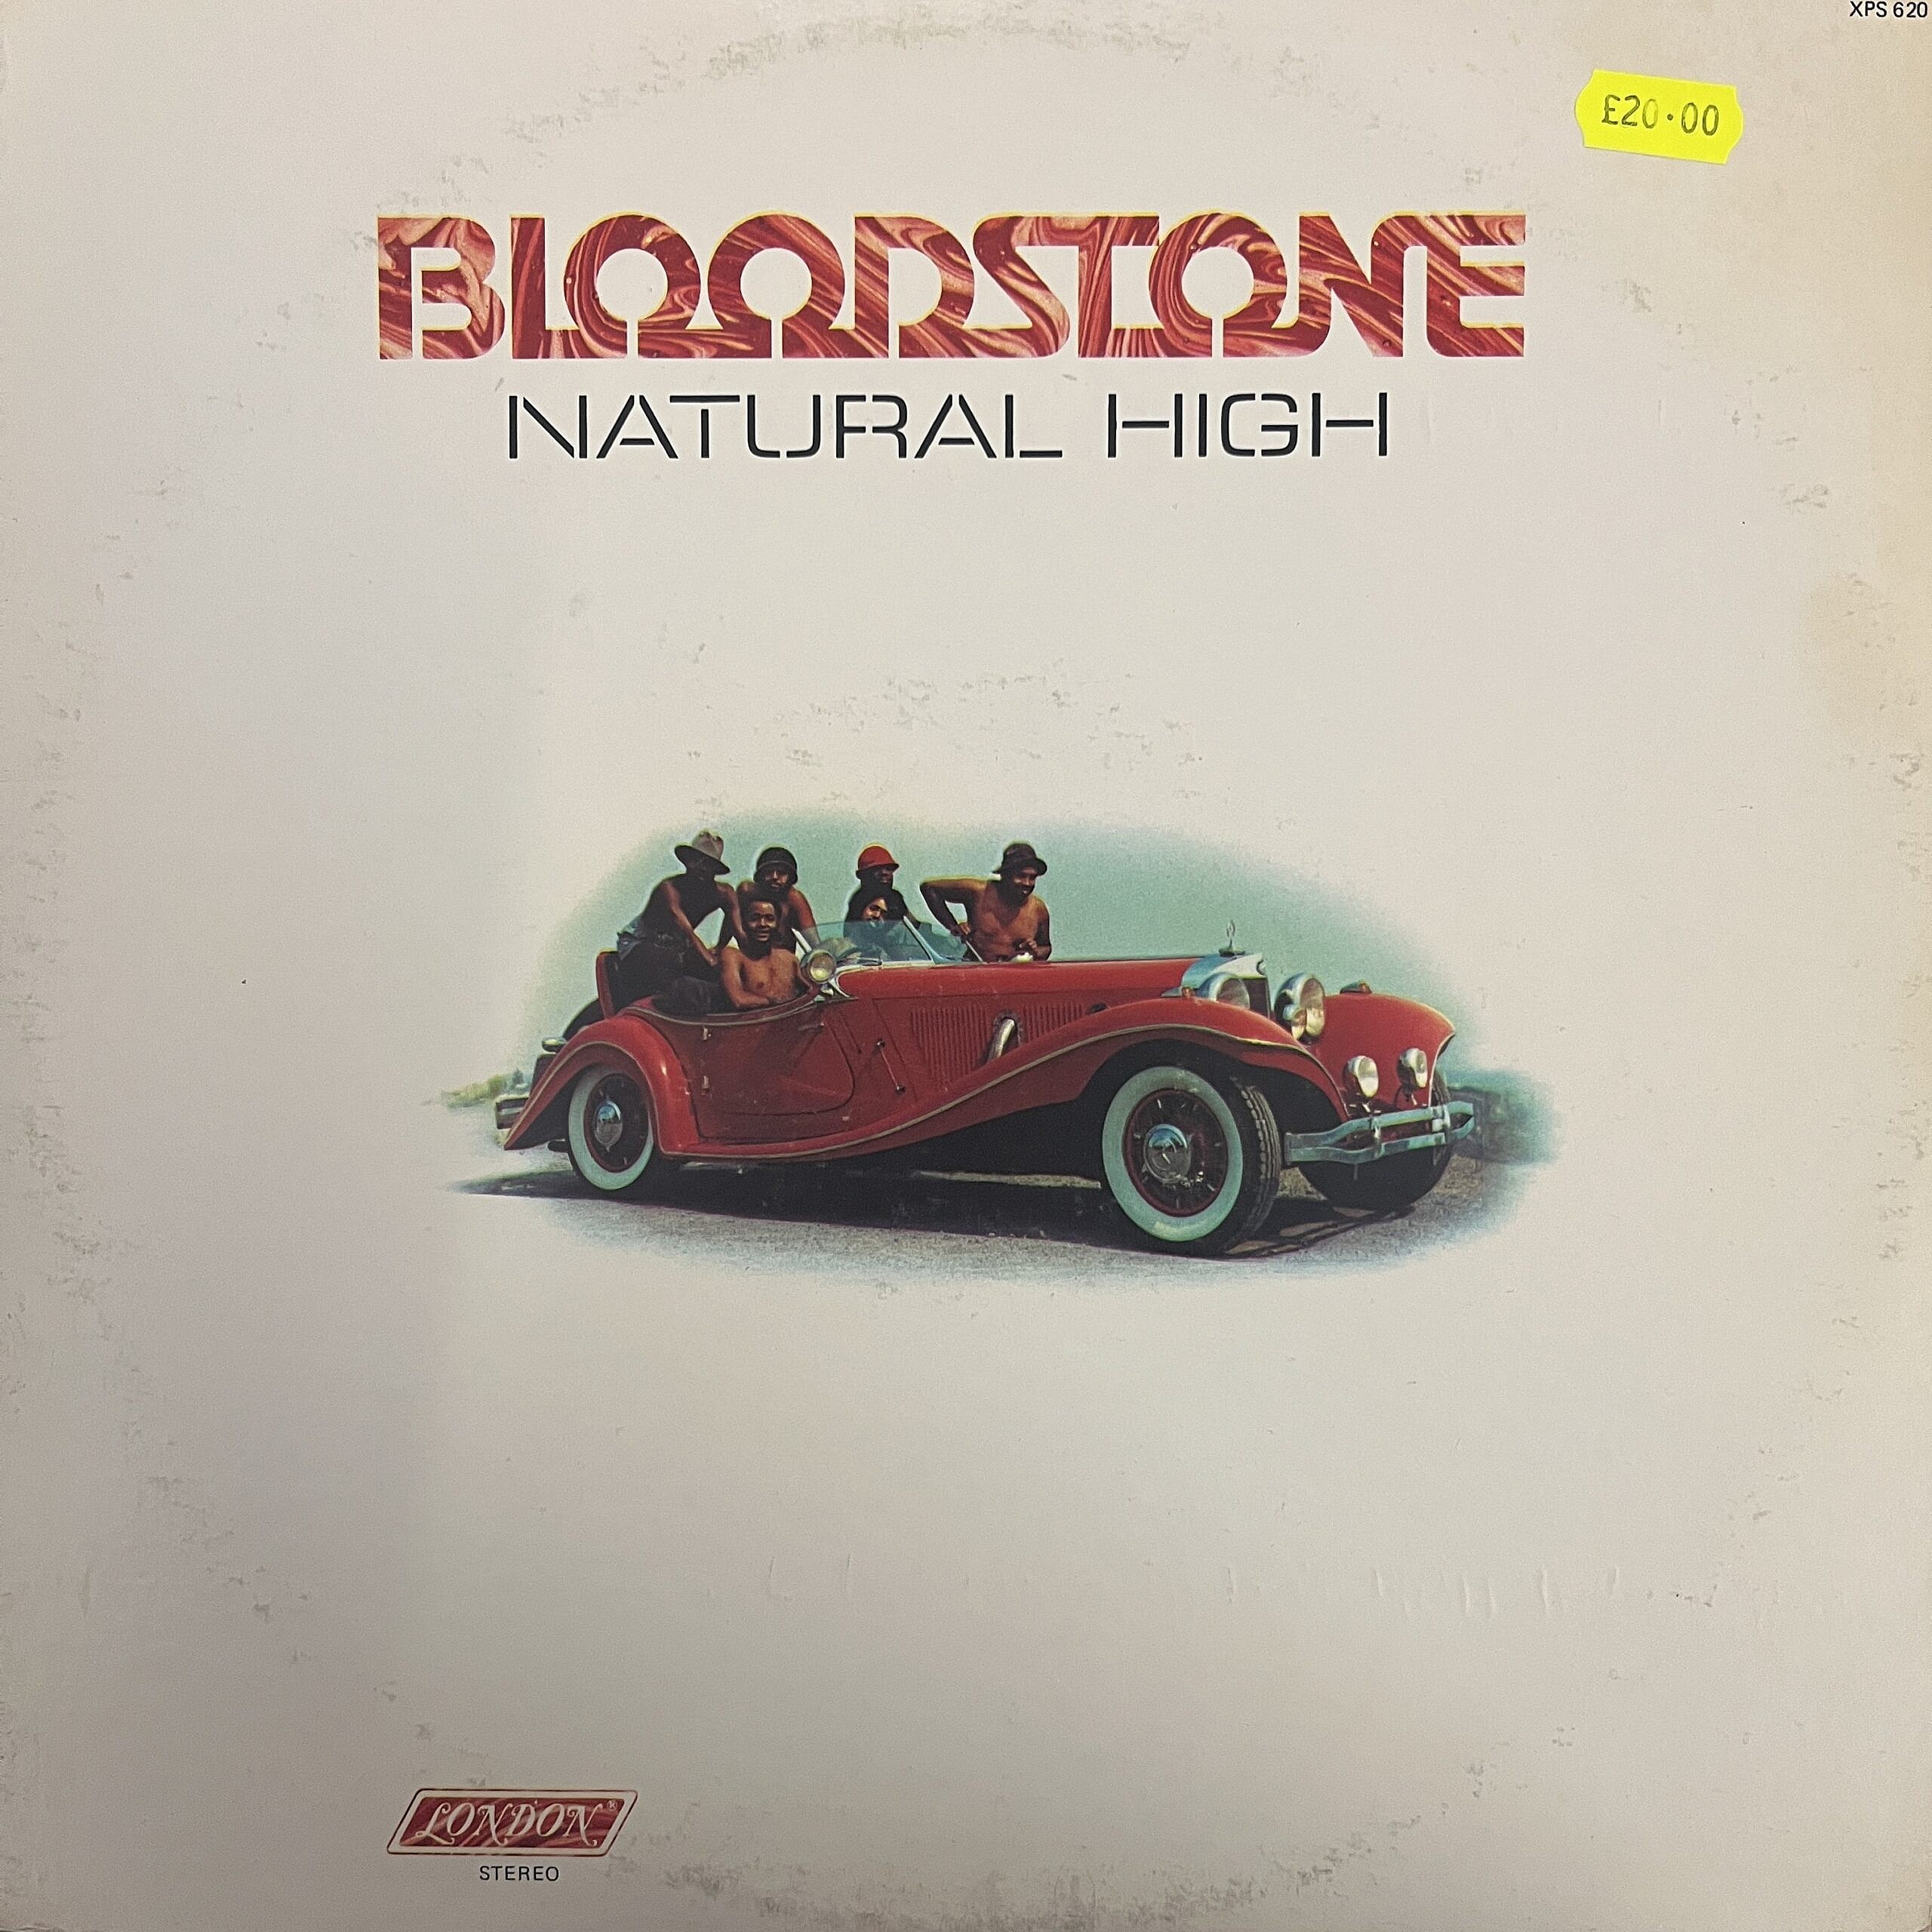 XPS 620
£20.00
BLOODSTONE
NATURAL HIGH
LONDON®
STEREO